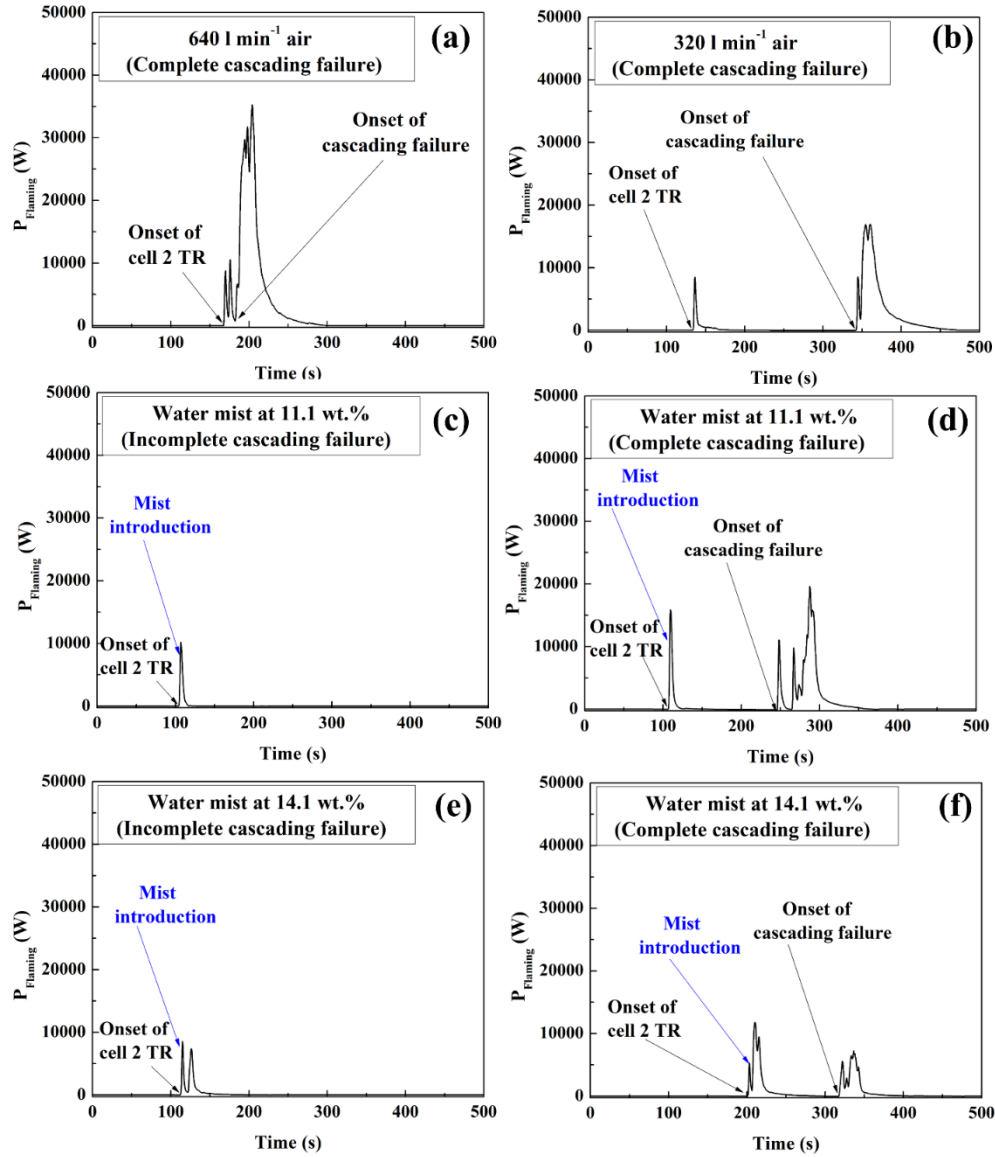 640 l min⁻¹ air
(Complete cascading failure)
(a)
Onset of
cascading failure
Onset of
cell 2 TR
P_Flaming (W)
50000
40000
30000
20000
10000
0
0 100 200 300 400 500
Time (s)
320 l min⁻¹ air
(Complete cascading failure)
(b)
Onset of
cascading failure
Onset of
cell 2 TR
P_Flaming (W)
50000
40000
30000
20000
10000
0
0 100 200 300 400 500
Time (s)
Water mist at 11.1 wt.%
(Incomplete cascading failure)
(c)
Mist
introduction
Onset of
cell 2 TR
P_Flaming (W)
50000
40000
30000
20000
10000
0
0 100 200 300 400 500
Time (s)
Water mist at 11.1 wt.%
(Complete cascading failure)
(d)
Mist
introduction
Onset of
cascading failure
Onset of
cell 2 TR
P_Flaming (W)
50000
40000
30000
20000
10000
0
0 100 200 300 400 500
Time (s)
Water mist at 14.1 wt.%
(Incomplete cascading failure)
(e)
Mist
introduction
Onset of
cell 2 TR
P_Flaming (W)
50000
40000
30000
20000
10000
0
0 100 200 300 400 500
Time (s)
Water mist at 14.1 wt.%
(Complete cascading failure)
(f)
Onset of
cascading failure
Mist
introduction
Onset of
cell 2 TR
P_Flaming (W)
50000
40000
30000
20000
10000
0
0 100 200 300 400 500
Time (s)